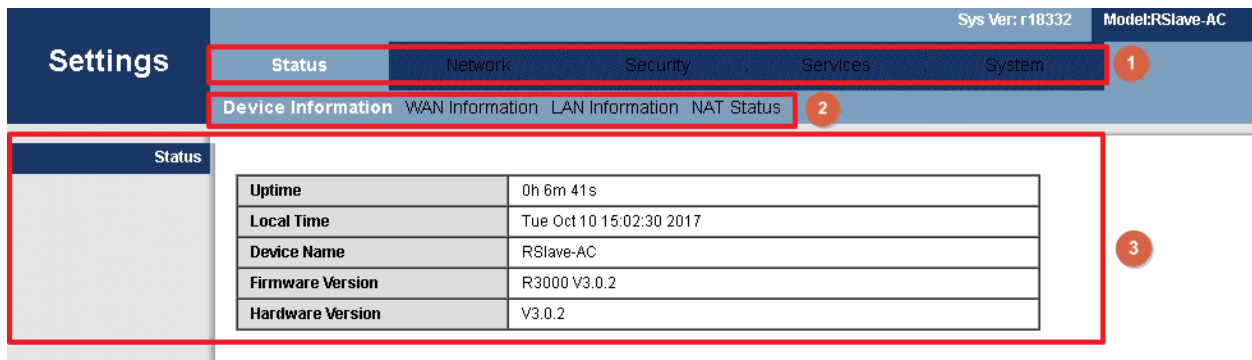 Sys Ver: r18332 Model:RSlave-AC
Settings
Status Network Security Services System 1
Device Information WAN Information LAN Information NAT Status 2
Status
Uptime 0h 6m 41s
Local Time Tue Oct 10 15:02:30 2017
Device Name RSlave-AC
3
Firmware Version R3000 V3.0.2
Hardware Version V3.0.2